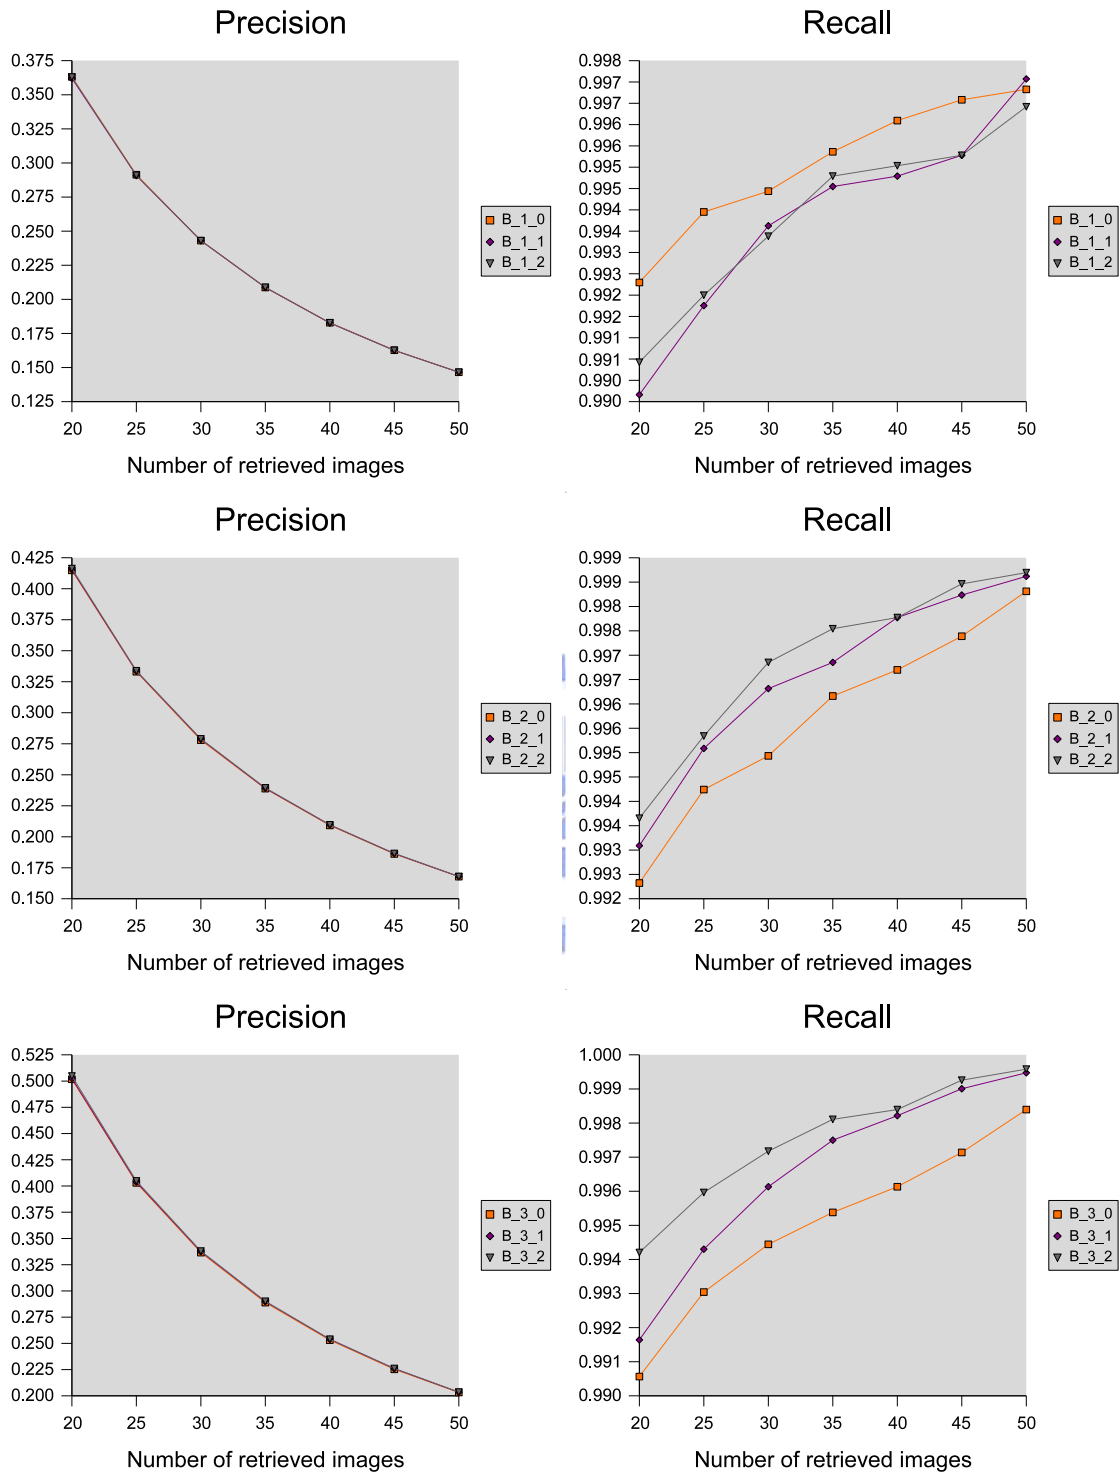 Precision
0.375
0.350
0.325
0.300
0.275
0.250
0.225
0.200
0.175
0.150
0.125
20 25 30 35 40 45 50
Number of retrieved images
B_1_0
B_1_1
B_1_2
Recall
0.998
0.997
0.997
0.996
0.995
0.995
0.994
0.994
0.993
0.993
0.992
0.992
0.991
0.991
0.990
0.990
20 25 30 35 40 45 50
Number of retrieved images
B_1_0
B_1_1
B_1_2
Precision
0.425
0.400
0.375
0.350
0.325
0.300
0.275
0.250
0.225
0.200
0.175
0.150
20 25 30 35 40 45 50
Number of retrieved images
B_2_0
B_2_1
B_2_2
Recall
0.999
0.999
0.998
0.998
0.997
0.996
0.996
0.995
0.995
0.994
0.994
0.993
0.993
0.992
20 25 30 35 40 45 50
Number of retrieved images
B_2_0
B_2_1
B_2_2
Precision
0.525
0.500
0.475
0.450
0.425
0.400
0.375
0.350
0.325
0.300
0.275
0.250
0.225
0.200
20 25 30 35 40 45 50
Number of retrieved images
B_3_0
B_3_1
B_3_2
Recall
1.000
0.999
0.998
0.997
0.996
0.995
0.994
0.993
0.992
0.991
0.990
20 25 30 35 40 45 50
Number of retrieved images
B_3_0
B_3_1
B_3_2